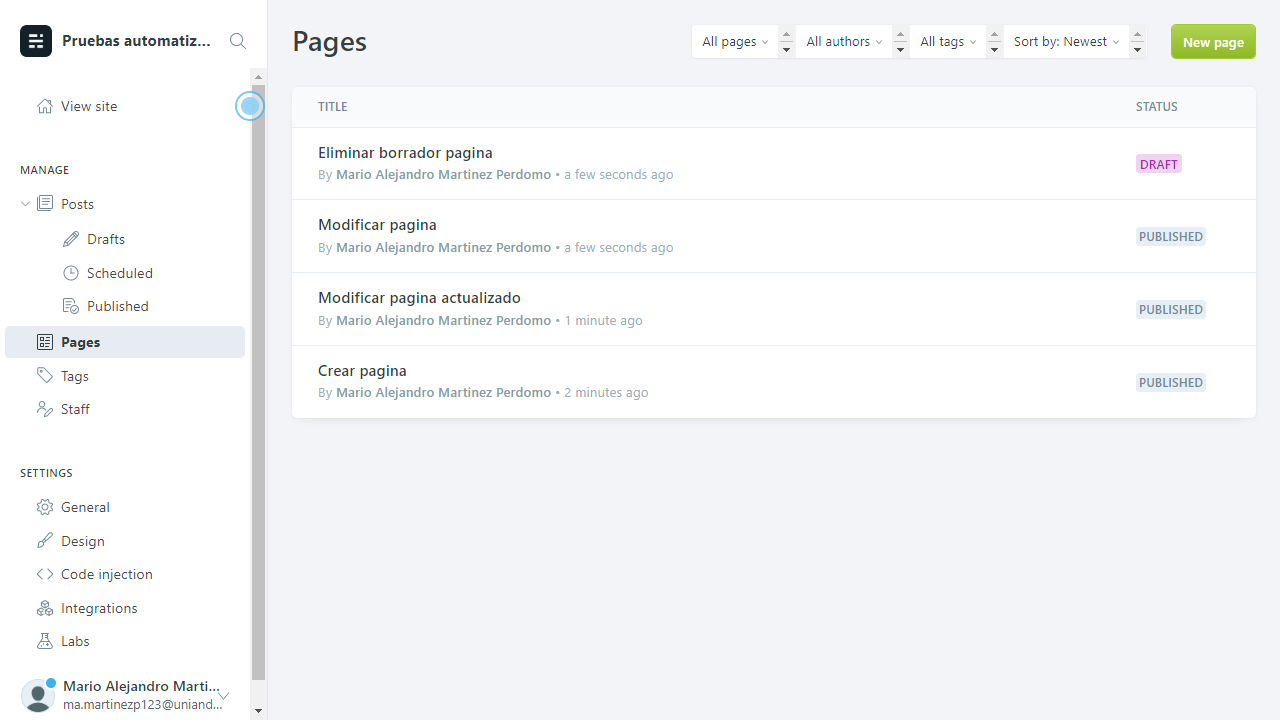 Pruebas automatiz...
View site
MANAGE
Posts
Drafts
Scheduled
Published
Pages
Tags
Staff
SETTINGS
General
Design
Code injection
Integrations
Labs
Mario Alejandro Marti...
ma.martinezp123@uniand...
Pages
All pages
All authors
All tags
Sort by: Newest
New page
TITLE STATUS
Eliminar borrador pagina
By Mario Alejandro Martinez Perdomo • a few seconds ago
DRAFT
Modificar pagina
By Mario Alejandro Martinez Perdomo • a few seconds ago
PUBLISHED
Modificar pagina actualizado
By Mario Alejandro Martinez Perdomo • 1 minute ago
PUBLISHED
Crear pagina
By Mario Alejandro Martinez Perdomo • 2 minutes ago
PUBLISHED